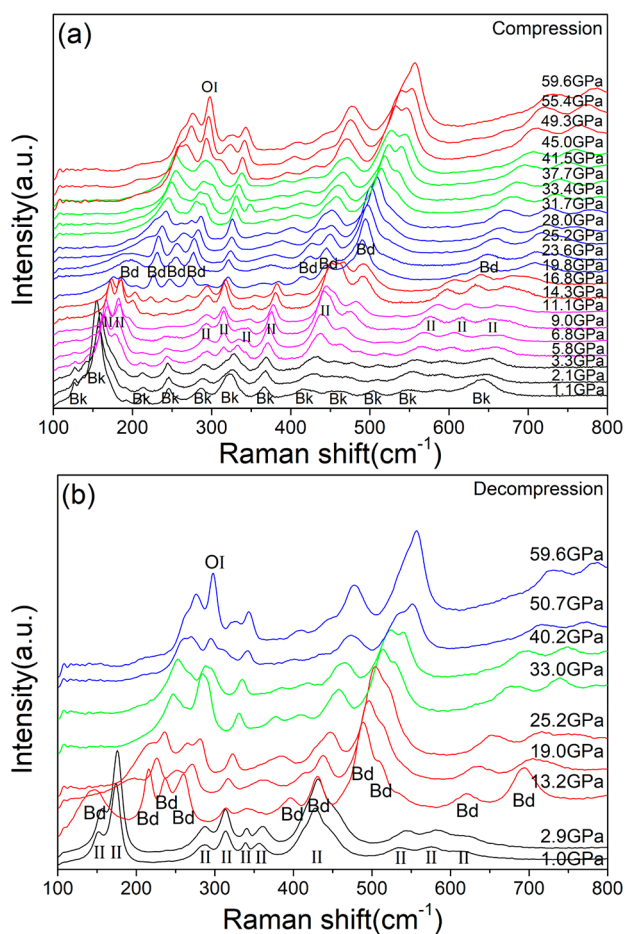 (a)
Compression
OI
59.6GPa
55.4GPa
49.3GPa
45.0GPa
41.5GPa
37.7GPa
33.4GPa
31.7GPa
28.0GPa
25.2GPa
23.6GPa
19.8GPa
16.8GPa
14.3GPa
11.1GPa
9.0GPa
6.8GPa
5.8GPa
3.3GPa
2.1GPa
1.1GPa
Bd Bd Bd Bd Bd Bd Bd Bd
II II II II II II II II II II
Bk Bk Bk Bk Bk Bk Bk Bk Bk Bk Bk
Intensity(a.u.)
100 200 300 400 500 600 700 800
Raman shift(cm⁻¹)
(b)
Decompression
OI
59.6GPa
50.7GPa
40.2GPa
33.0GPa
25.2GPa
19.0GPa
13.2GPa
2.9GPa
1.0GPa
Bd Bd Bd Bd Bd Bd Bd Bd Bd Bd
II II II II II II II II II II
Intensity(a.u.)
100 200 300 400 500 600 700 800
Raman shift(cm⁻¹)